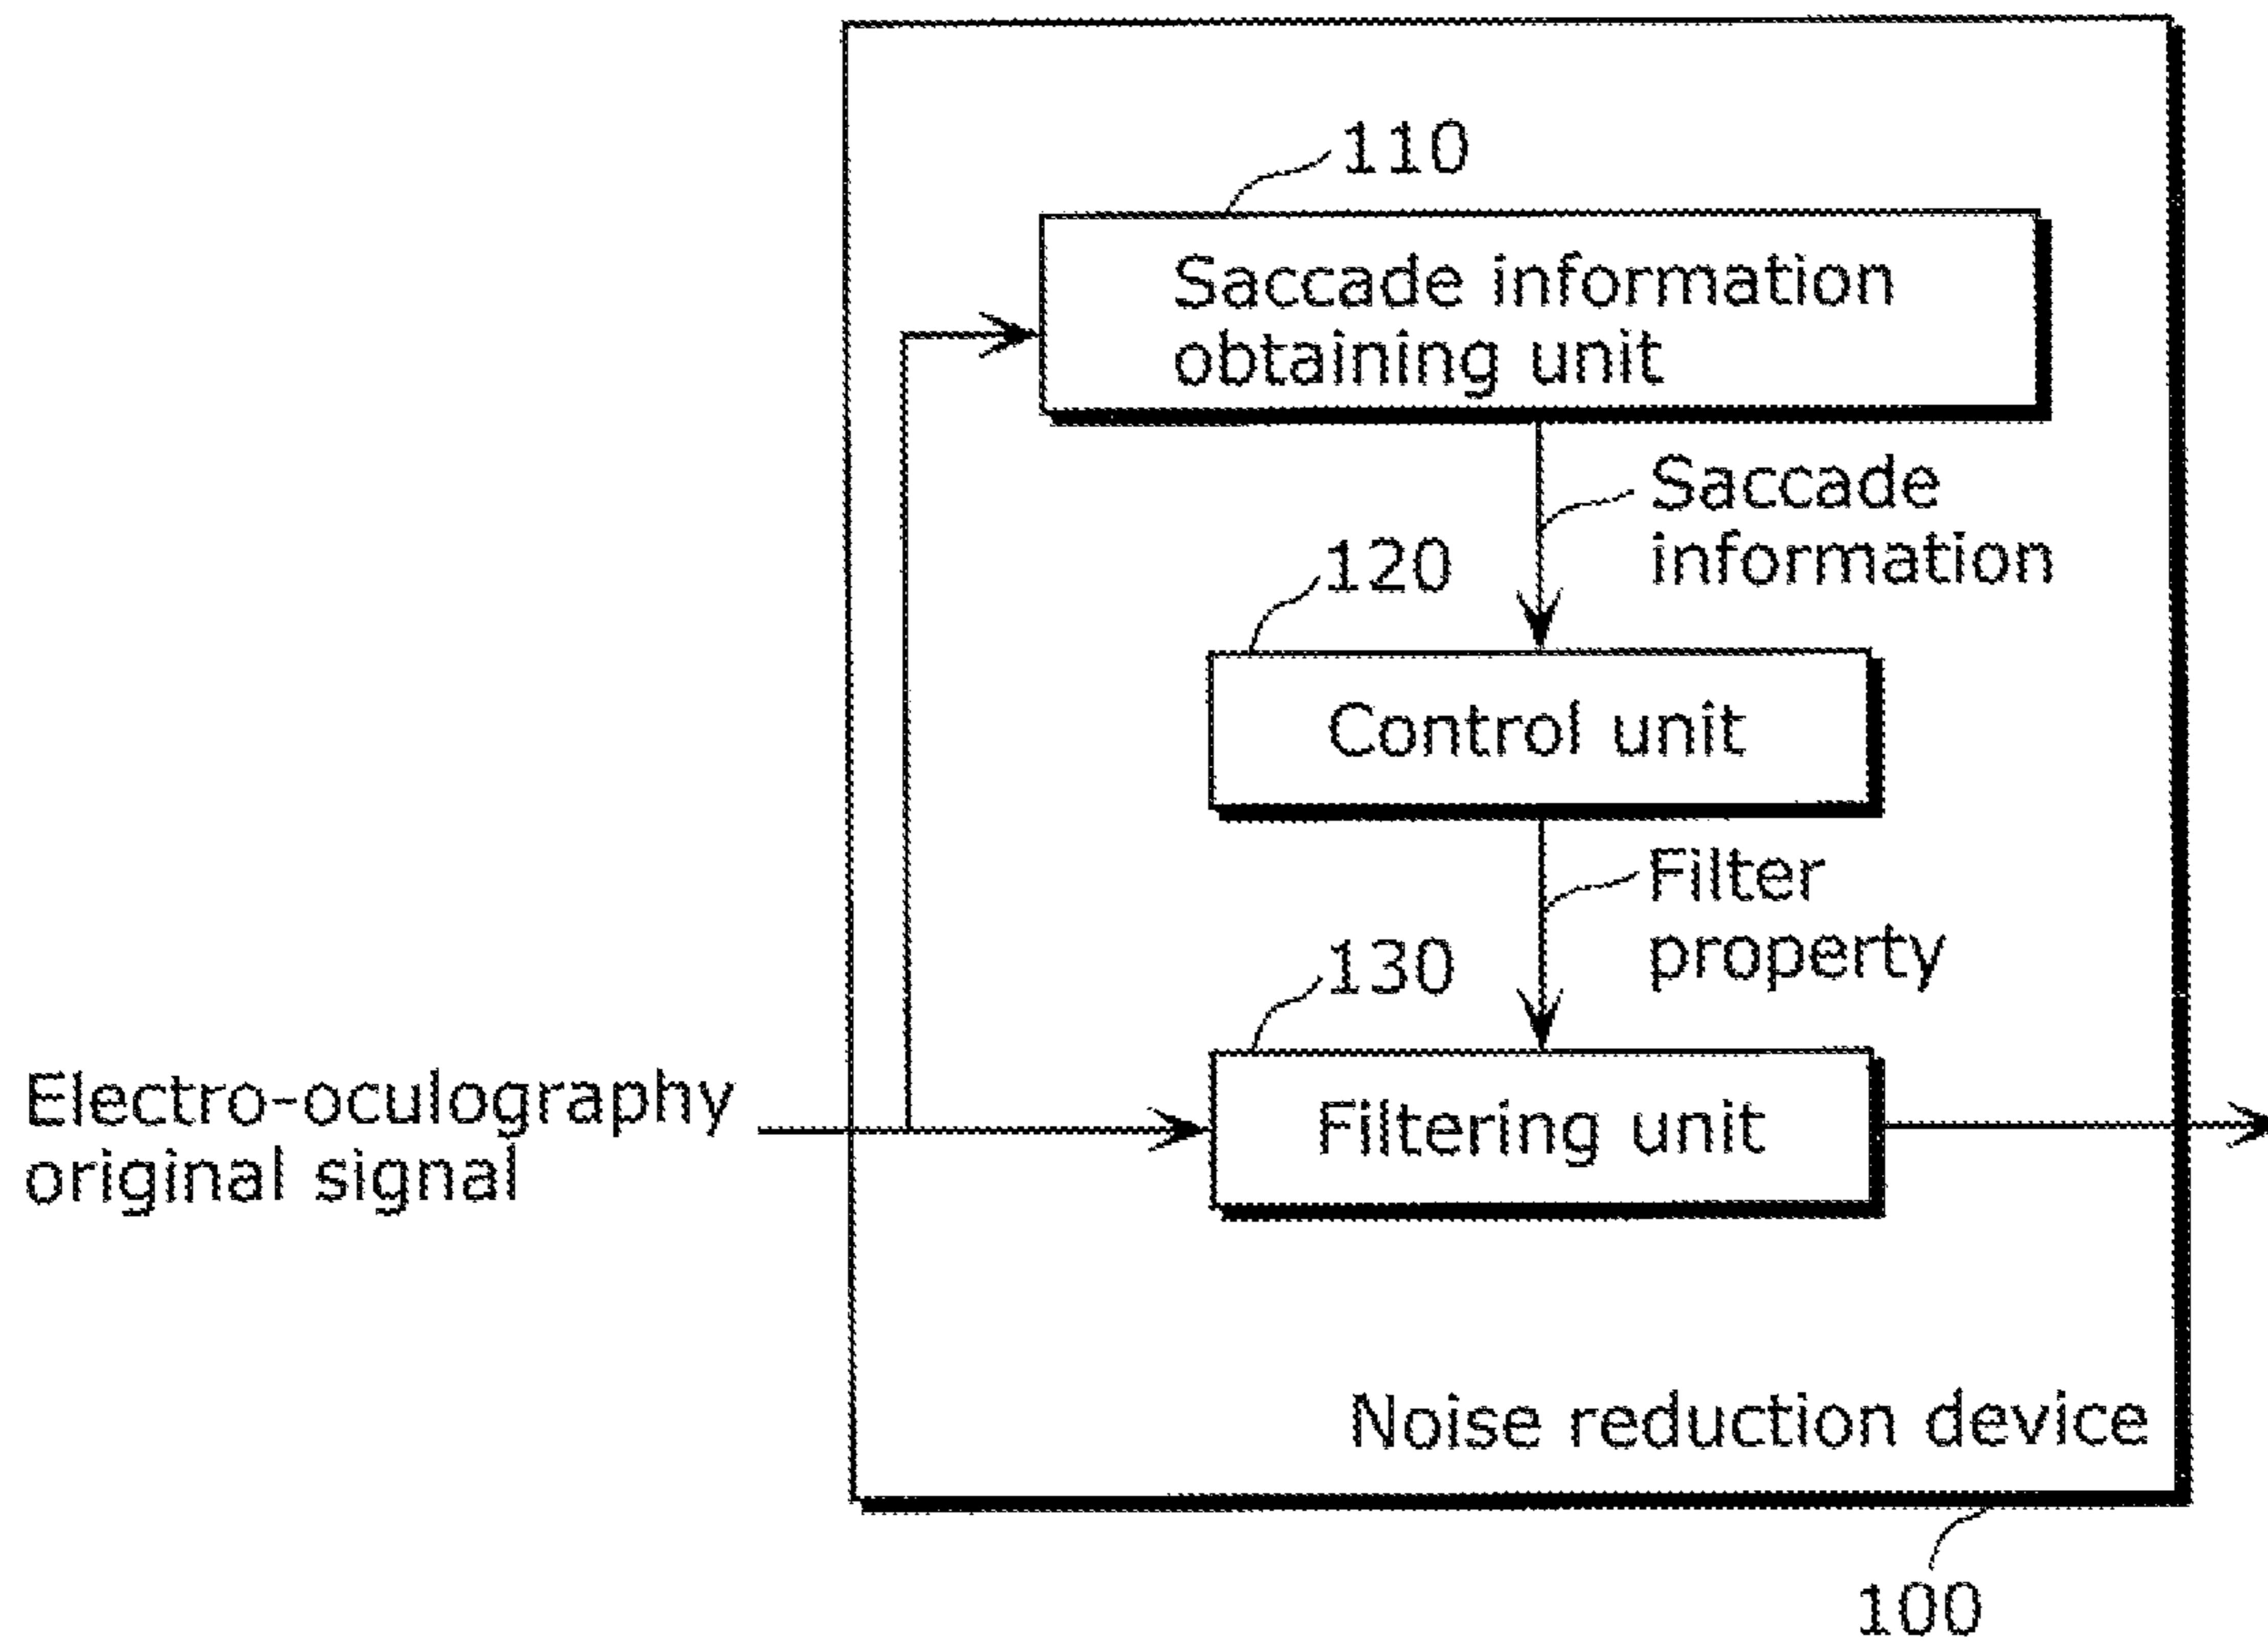 110
Saccade information
obtaining unit
Saccade
information
120
Control unit
Filter
property
130
Electro-oculography
original signal
Filtering unit
Noise reduction device
100